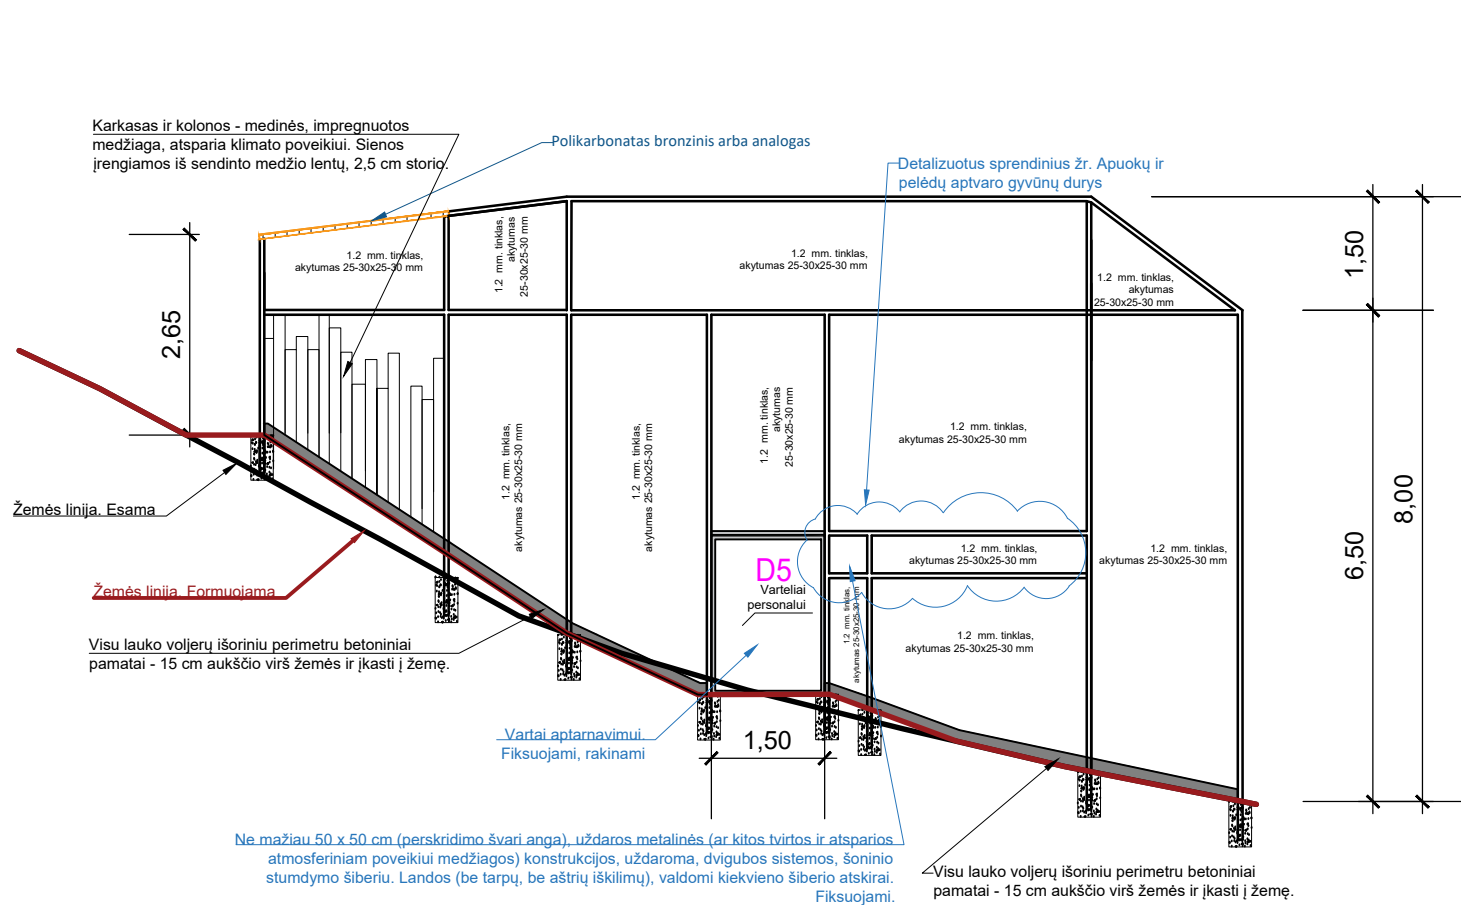 Karkasas ir kolonos - medinės, impregnuotos
medžiaga, atspari klimato poveikiui. Sienos
įrengiamos iš sendinto medžio lentų, 2,5 cm storio.
Polikarbonatas bronzinis arba analogas
Detalizuotus sprendinius žr. Apuokų ir
pelėdų aptvaro gyvūnų durys
1.2 mm. tinklas,
akytumas 25-30x25-30 mm
1.2 mm. tinklas,
akytumas
25-30x25-30 mm
1.2 mm. tinklas,
akytumas 25-30x25-30 mm
1.2 mm. tinklas,
akytumas
25-30x25-30 mm
1,50
2,65
8,00
6,50
1.2 mm. tinklas,
akytumas 25-30x25-30 mm
1.2 mm. tinklas,
akytumas 25-30x25-30 mm
1.2 mm. tinklas,
akytumas
25-30x25-30 mm
1.2 mm. tinklas,
akytumas 25-30x25-30 mm
1.2 mm. tinklas,
akytumas 25-30x25-30 mm
1.2 mm. tinklas,
akytumas 25-30x25-30 mm
1.2 mm. tinklas,
akytumas 25-30x25-30 mm
1.2 mm. tinklas,
akytumas 25-30x25-30 mm
D5
Varteliai
personalui
Žemės linija. Esama
Žemės linija. Formuojama
Visu lauko voljerų išoriniu perimetru betoniniai
pamatai - 15 cm aukščio virš žemės ir įkasti į žemę.
Vartai aptarnavimui.
Fiksuojami, rakinami
1,50
Ne mažiau 50 x 50 cm (perskridimo švari anga), uždaros metalinės (ar kitos tvirtos ir atsparios
atmosferiniam poveikiui medžiagos) konstrukcijos, uždaroma, dvigubos sistemos, šoninio
stumdymo šiberiu. Landos (be tarpų, be aštrių iškilimų), valdomi kiekvieno šiberio atskirai.
Fiksuojami.
Visu lauko voljerų išoriniu perimetru betoniniai
pamatai - 15 cm aukščio virš žemės ir įkasti į žemę.